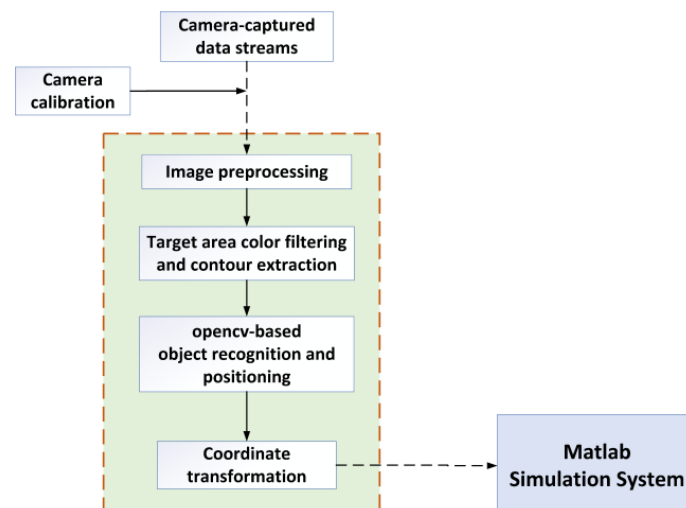 Camera-captured
data streams
Camera
calibration
Image preprocessing
Target area color filtering
and contour extraction
opencv-based
object recognition and
positioning
Coordinate
transformation
Matlab
Simulation System